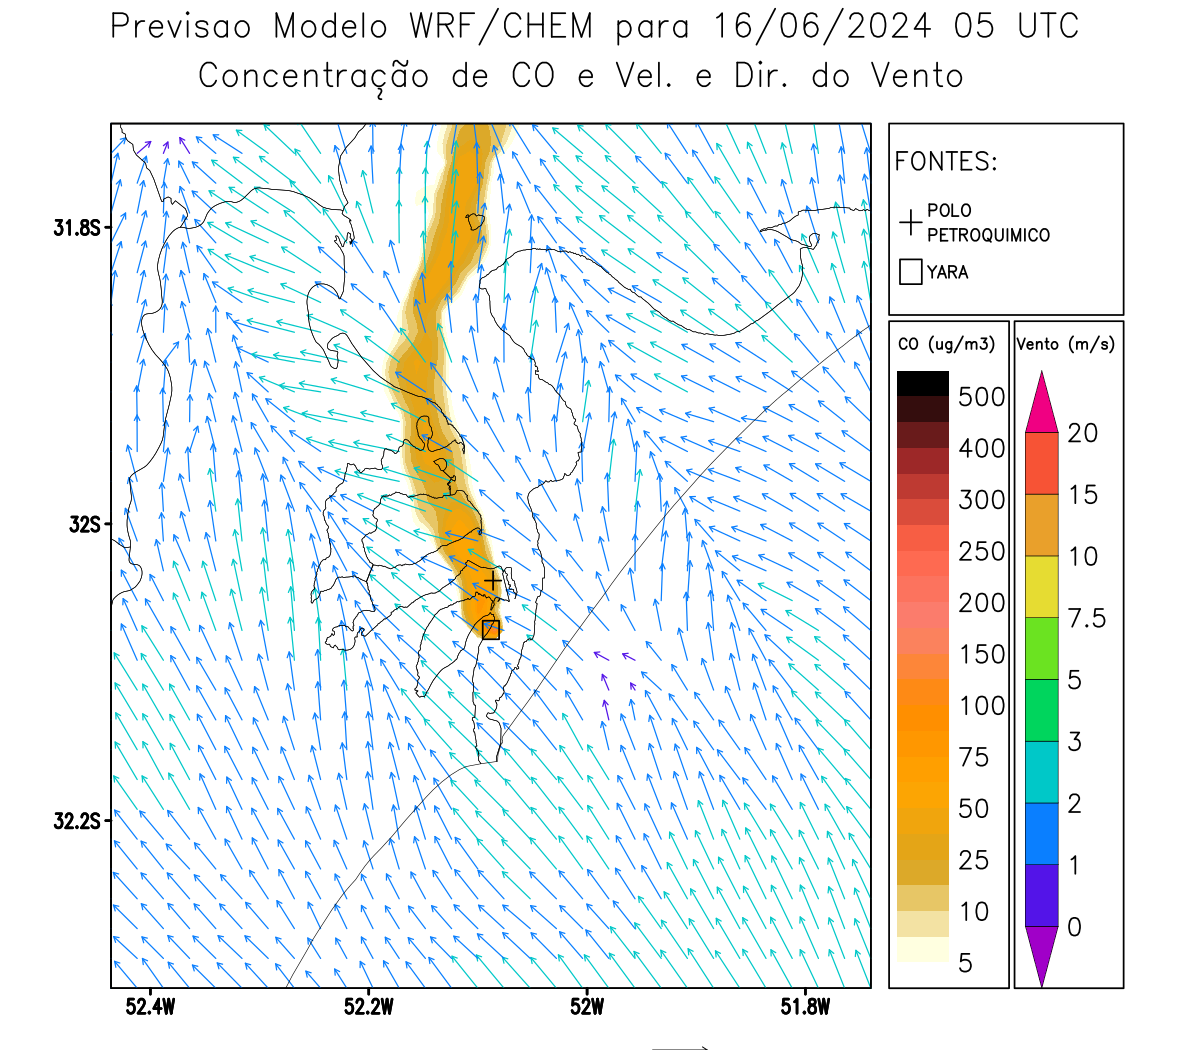 Previsao Modelo WRF/CHEM para 16/06/2024 05 UTC
Concentração de CO e Vel. e Dir. do Vento
FONTES:
POLO
PETROQUIMICO
YARA
CO (ug/m3)
500
400
300
250
200
150
100
75
50
25
10
5
Vento (m/s)
20
15
10
7.5
5
3
2
1
0
31.8S
32S
32.2S
52.4W 52.2W 52W 51.8W